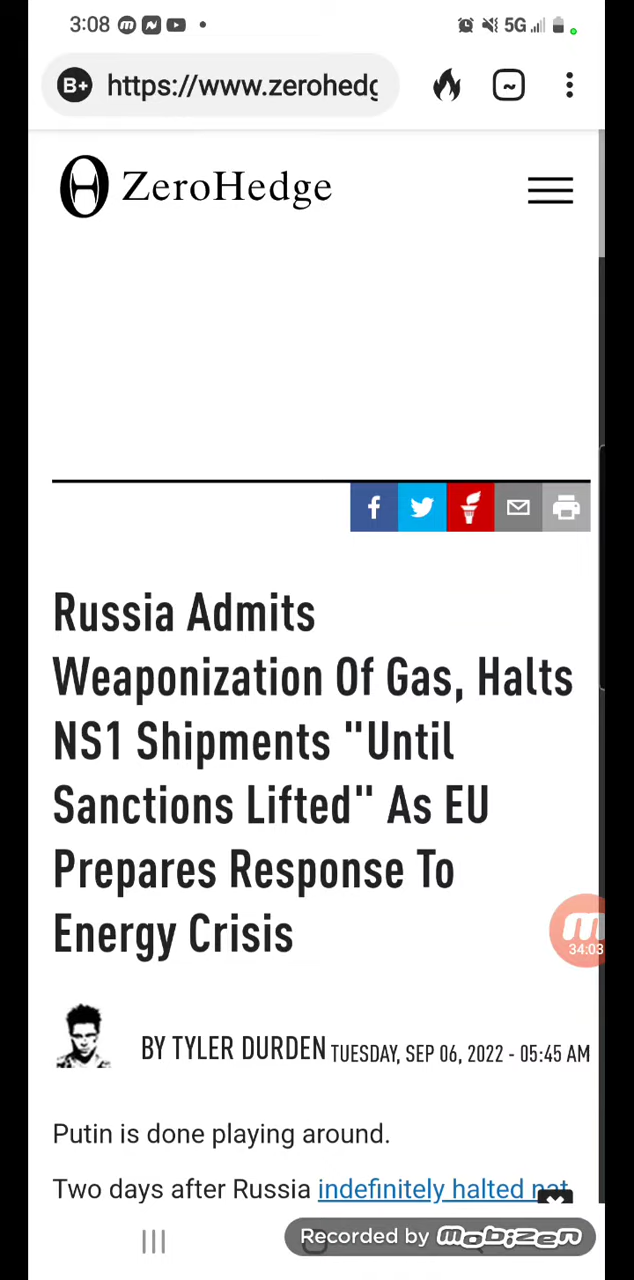 3:08
5G
B+ https://www.zerohedg
ZeroHedge
Russia Admits
Weaponization Of Gas, Halts
NS1 Shipments "Until
Sanctions Lifted" As EU
Prepares Response To
Energy Crisis
34:03
BY TYLER DURDEN TUESDAY, SEP 06, 2022 - 05:45 AM
Putin is done playing around.
Two days after Russia indefinitely halted nat
Recorded by mobizen